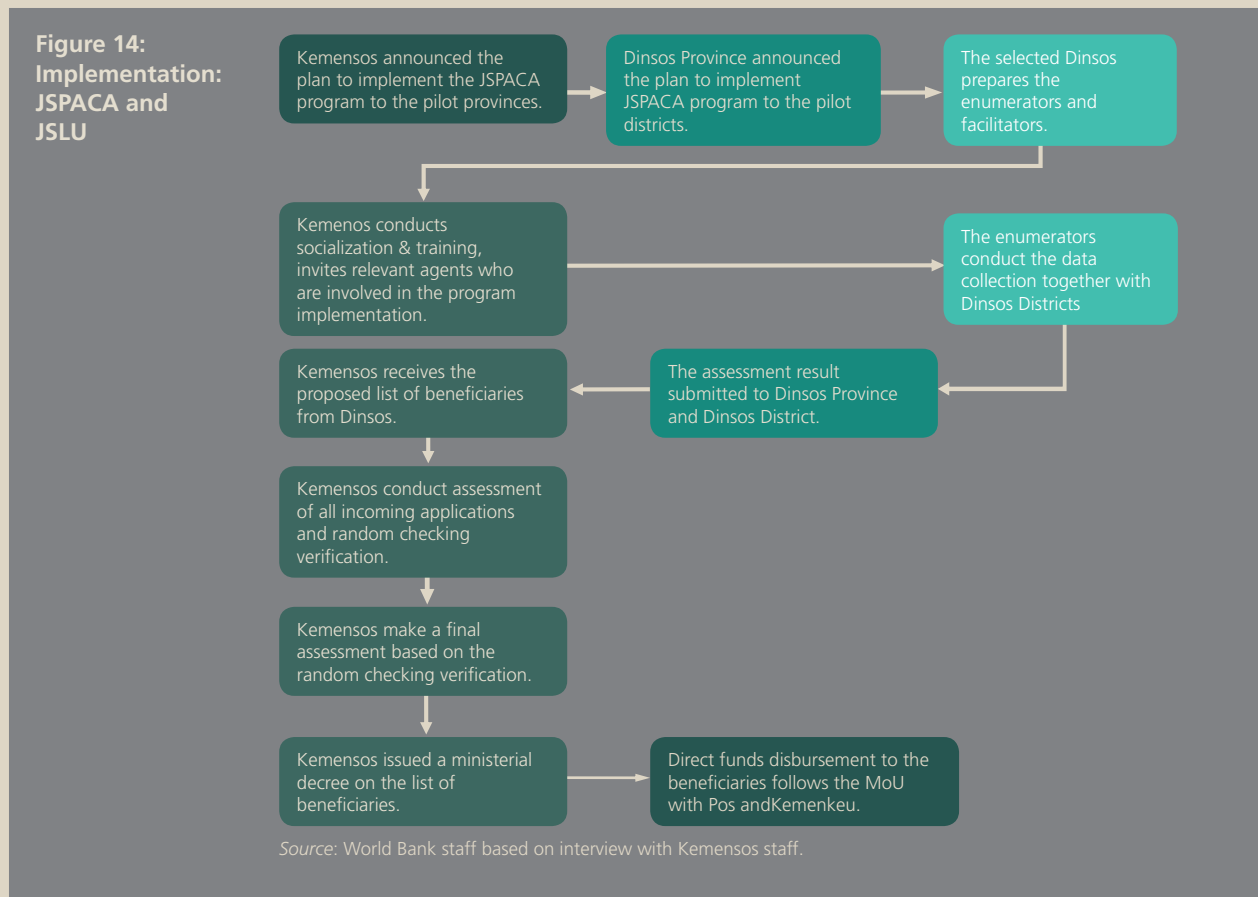 Figure 14:
Implementation:
JSPACA and
JSLU
Kemensos announced the
plan to implement the JSPACA
program to the pilot provinces.
Dinsos Province announced
the plan to implement
JSPACA program to the pilot
districts.
The selected Dinsos
prepares the
enumerators and
facilitators.
Kemenos conducts
socialization & training,
invites relevant agents who
are involved in the program
implementation.
The enumerators
conduct the data
collection together with
Dinsos Districts
The assessment result
submitted to Dinsos Province
and Dinsos District.
Kemensos receives the
proposed list of beneficiaries
from Dinsos.
Kemensos conduct assessment
of all incoming applications
and random checking
verification.
Kemensos make a final
assessment based on the
random checking verification.
Kemensos issued a ministerial
decree on the list of
beneficiaries.
Direct funds disbursement to the
beneficiaries follows the MoU
with Pos andKemenkeu.
Source: World Bank staff based on interview with Kemensos staff.